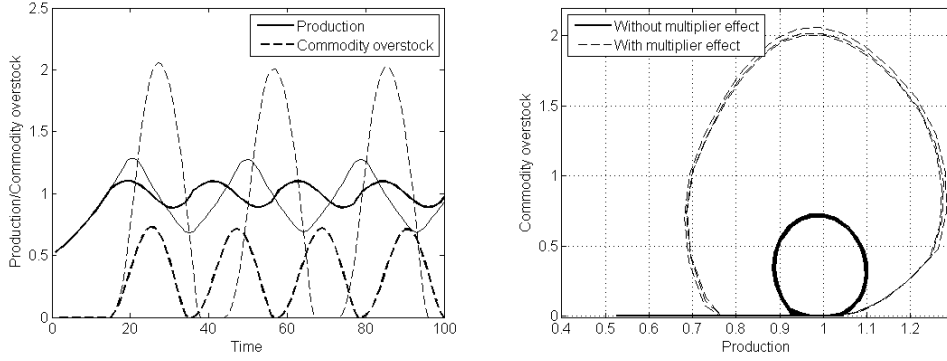 2.5
2
1.5
1
0.5
0
0 20 40 60 80 100
Time
Production/Commodity overstock
Production
Commodity overstock
2
1.5
1
0.5
0
0.4 0.5 0.6 0.7 0.8 0.9 1 1.1 1.2
Production
Commodity overstock
Without multiplier effect
With multiplier effect